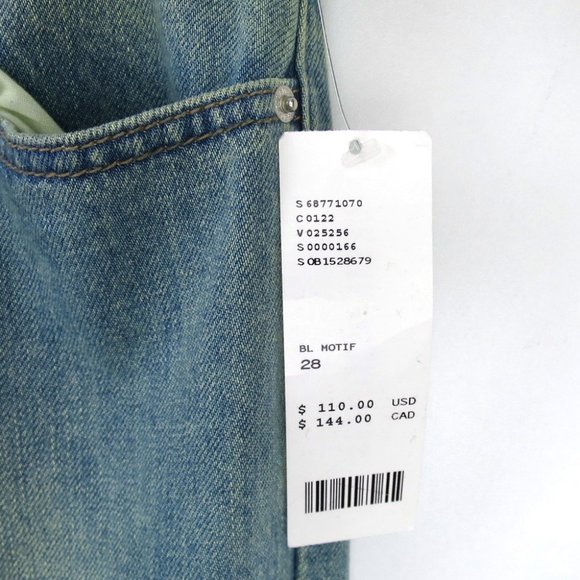 S 68771070
C 0122
V 025256
S 0000166
S OB1528679
BL MOTIF
28
$ 110.00 USD
$ 144.00 CAD